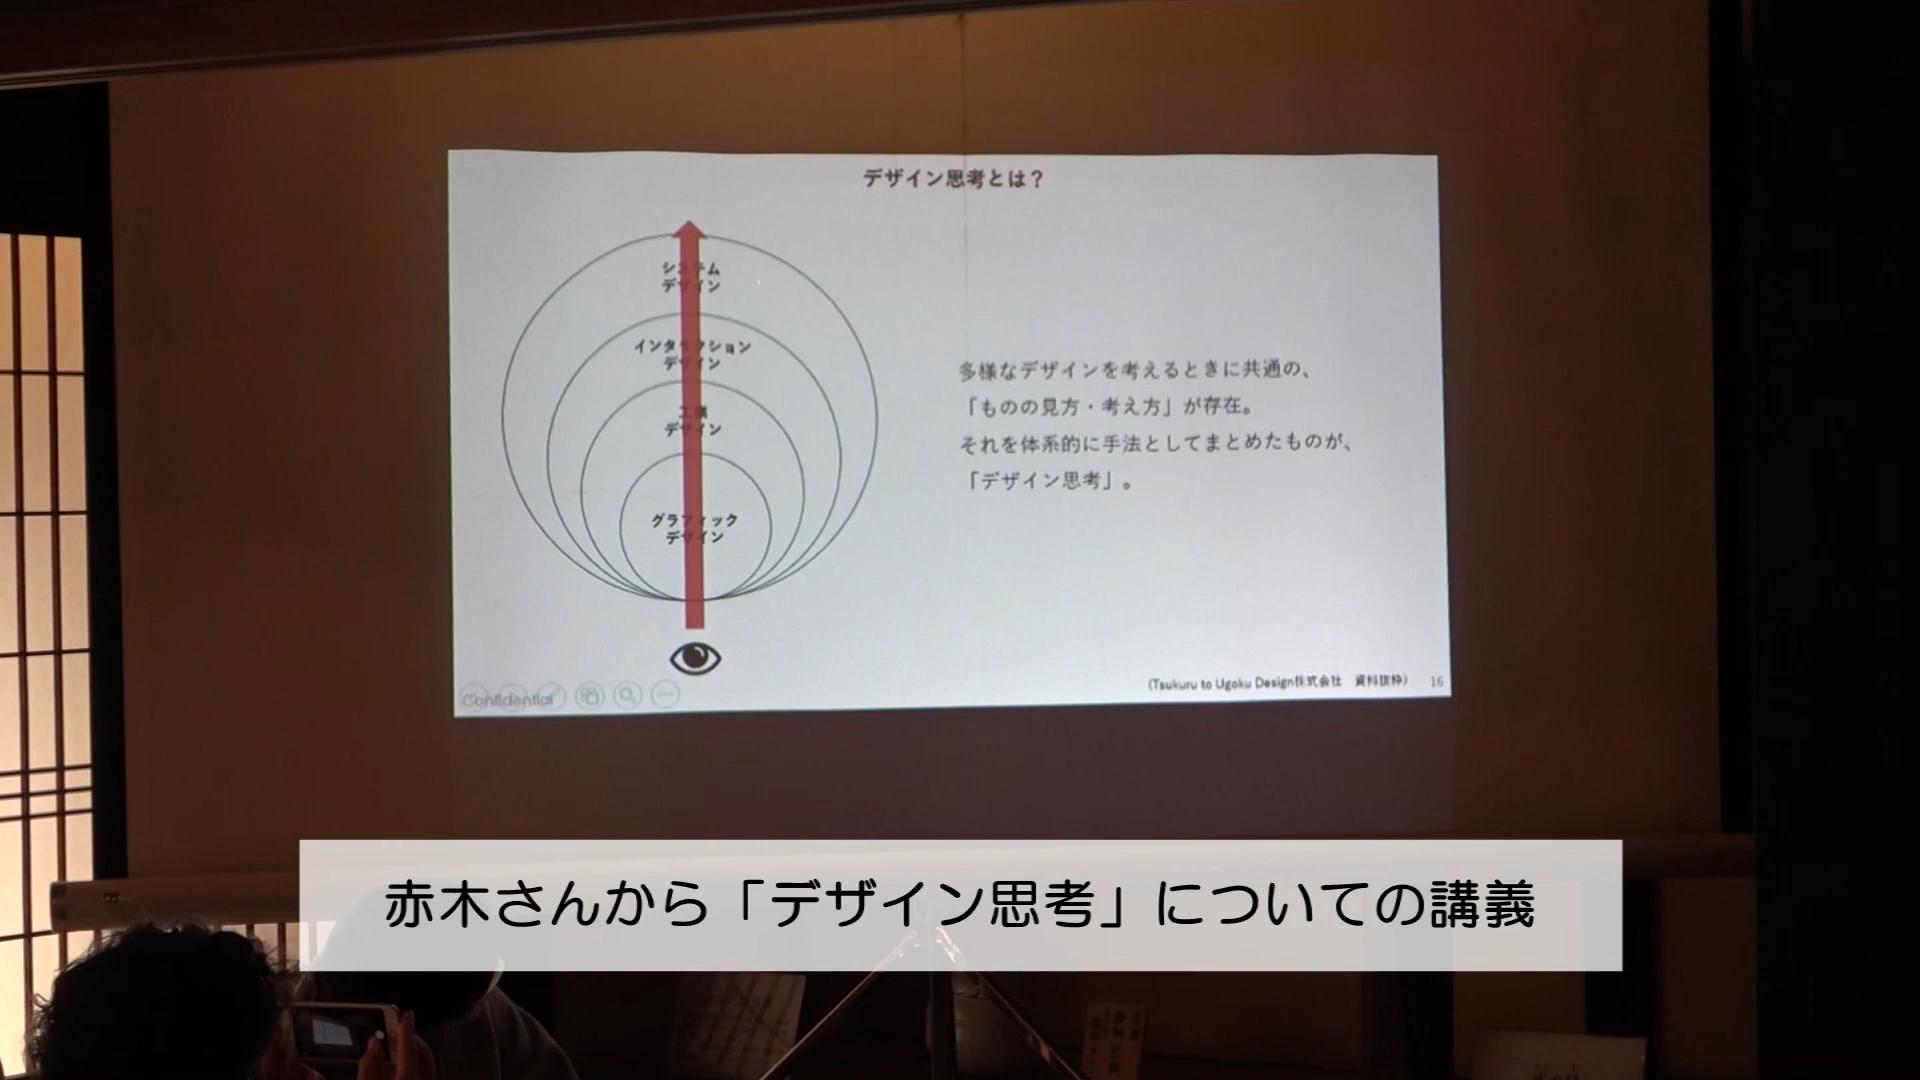 デザイン思考とは？
システム
デザイン
インタラクション
デザイン
工業
デザイン
グラフィック
デザイン
多様なデザインを考えるときに共通の、
「ものの見方・考え方」が存在。
それを体系的に手法としてまとめたものが、
「デザイン思考」。
Confidential
(Tsukuru to Ugoku Design株式会社　資料抜粋)
16
赤木さんから「デザイン思考」についての講義